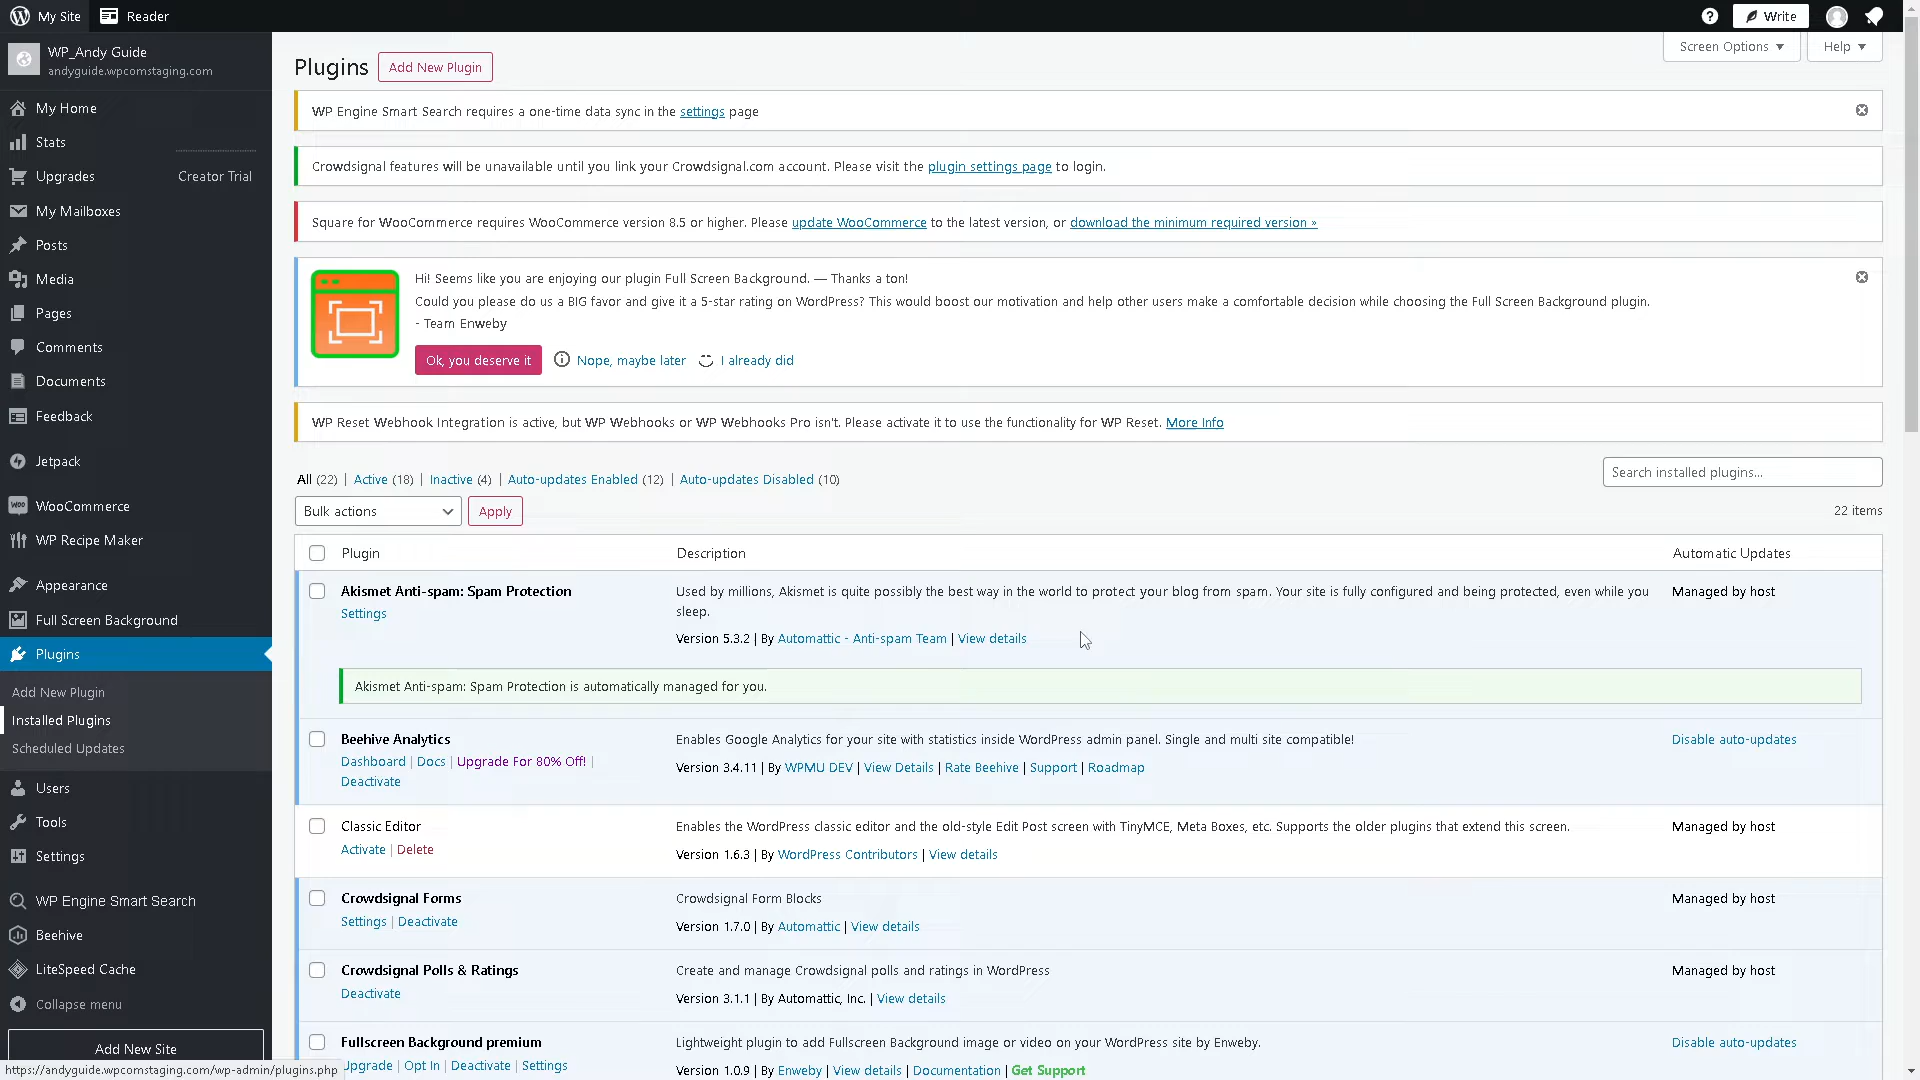 My Site
Reader
Write
WP_Andy Guide
andyguide.wpcomstaging.com
My Home
Stats
Upgrades Creator Trial
My Mailboxes
Posts
Media
Pages
Comments
Documents
Feedback
Jetpack
WooCommerce
WP Recipe Maker
Appearance
Full Screen Background
Plugins
Add New Plugin
Installed Plugins
Scheduled Updates
Users
Tools
Settings
WP Engine Smart Search
Beehive
LiteSpeed Cache
Collapse menu
Add New Site
https://andyguide.wpcomstaging.com/wp-admin/plugins.php
Screen Options
Help
Plugins Add New Plugin
WP Engine Smart Search requires a one-time data sync in the settings page
Crowdsignal features will be unavailable until you link your Crowdsignal.com account. Please visit the plugin settings page to login.
Square for WooCommerce requires WooCommerce version 8.5 or higher. Please update WooCommerce to the latest version, or download the minimum required version »
Hi! Seems like you are enjoying our plugin Full Screen Background. — Thanks a ton!
Could you please do us a BIG favor and give it a 5-star rating on WordPress? This would boost our motivation and help other users make a comfortable decision while choosing the Full Screen Background plugin.
- Team Enweby
Ok, you deserve it Nope, maybe later I already did
WP Reset Webhook Integration is active, but WP Webhooks or WP Webhooks Pro isn't. Please activate it to use the functionality for WP Reset. More Info
All (22) | Active (18) | Inactive (4) | Auto-updates Enabled (12) | Auto-updates Disabled (10)
Search installed plugins...
Bulk actions Apply
22 items
Plugin Description Automatic Updates
Akismet Anti-spam: Spam Protection
Settings
Used by millions, Akismet is quite possibly the best way in the world to protect your blog from spam. Your site is fully configured and being protected, even while you
sleep.
Version 5.3.2 | By Automattic - Anti-spam Team | View details
Managed by host
Akismet Anti-spam: Spam Protection is automatically managed for you.
Beehive Analytics
Dashboard | Docs | Upgrade For 80% Off! |
Deactivate
Enables Google Analytics for your site with statistics inside WordPress admin panel. Single and multi site compatible!
Version 3.4.11 | By WPMU DEV | View Details | Rate Beehive | Support | Roadmap
Disable auto-updates
Classic Editor
Activate | Delete
Enables the WordPress classic editor and the old-style Edit Post screen with TinyMCE, Meta Boxes, etc. Supports the older plugins that extend this screen.
Version 1.6.3 | By WordPress Contributors | View details
Managed by host
Crowdsignal Forms
Settings | Deactivate
Crowdsignal Form Blocks
Version 1.7.0 | By Automattic | View details
Managed by host
Crowdsignal Polls & Ratings
Deactivate
Create and manage Crowdsignal polls and ratings in WordPress
Version 3.1.1 | By Automattic, Inc. | View details
Managed by host
Fullscreen Background premium
Upgrade | Opt In | Deactivate | Settings
Lightweight plugin to add Fullscreen Background image or video on your WordPress site by Enweby.
Version 1.0.9 | By Enweby | View details | Documentation | Get Support
Disable auto-updates